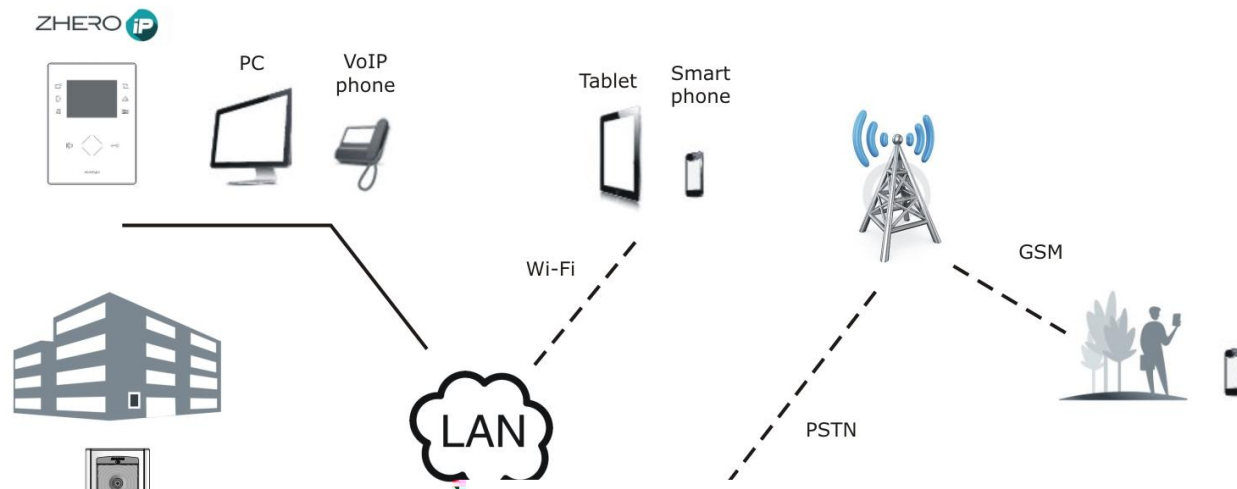 ZHERO iP
PC
VoIP
phone
Tablet
Smart
phone
GSM
Wi-Fi
LAN
PSTN